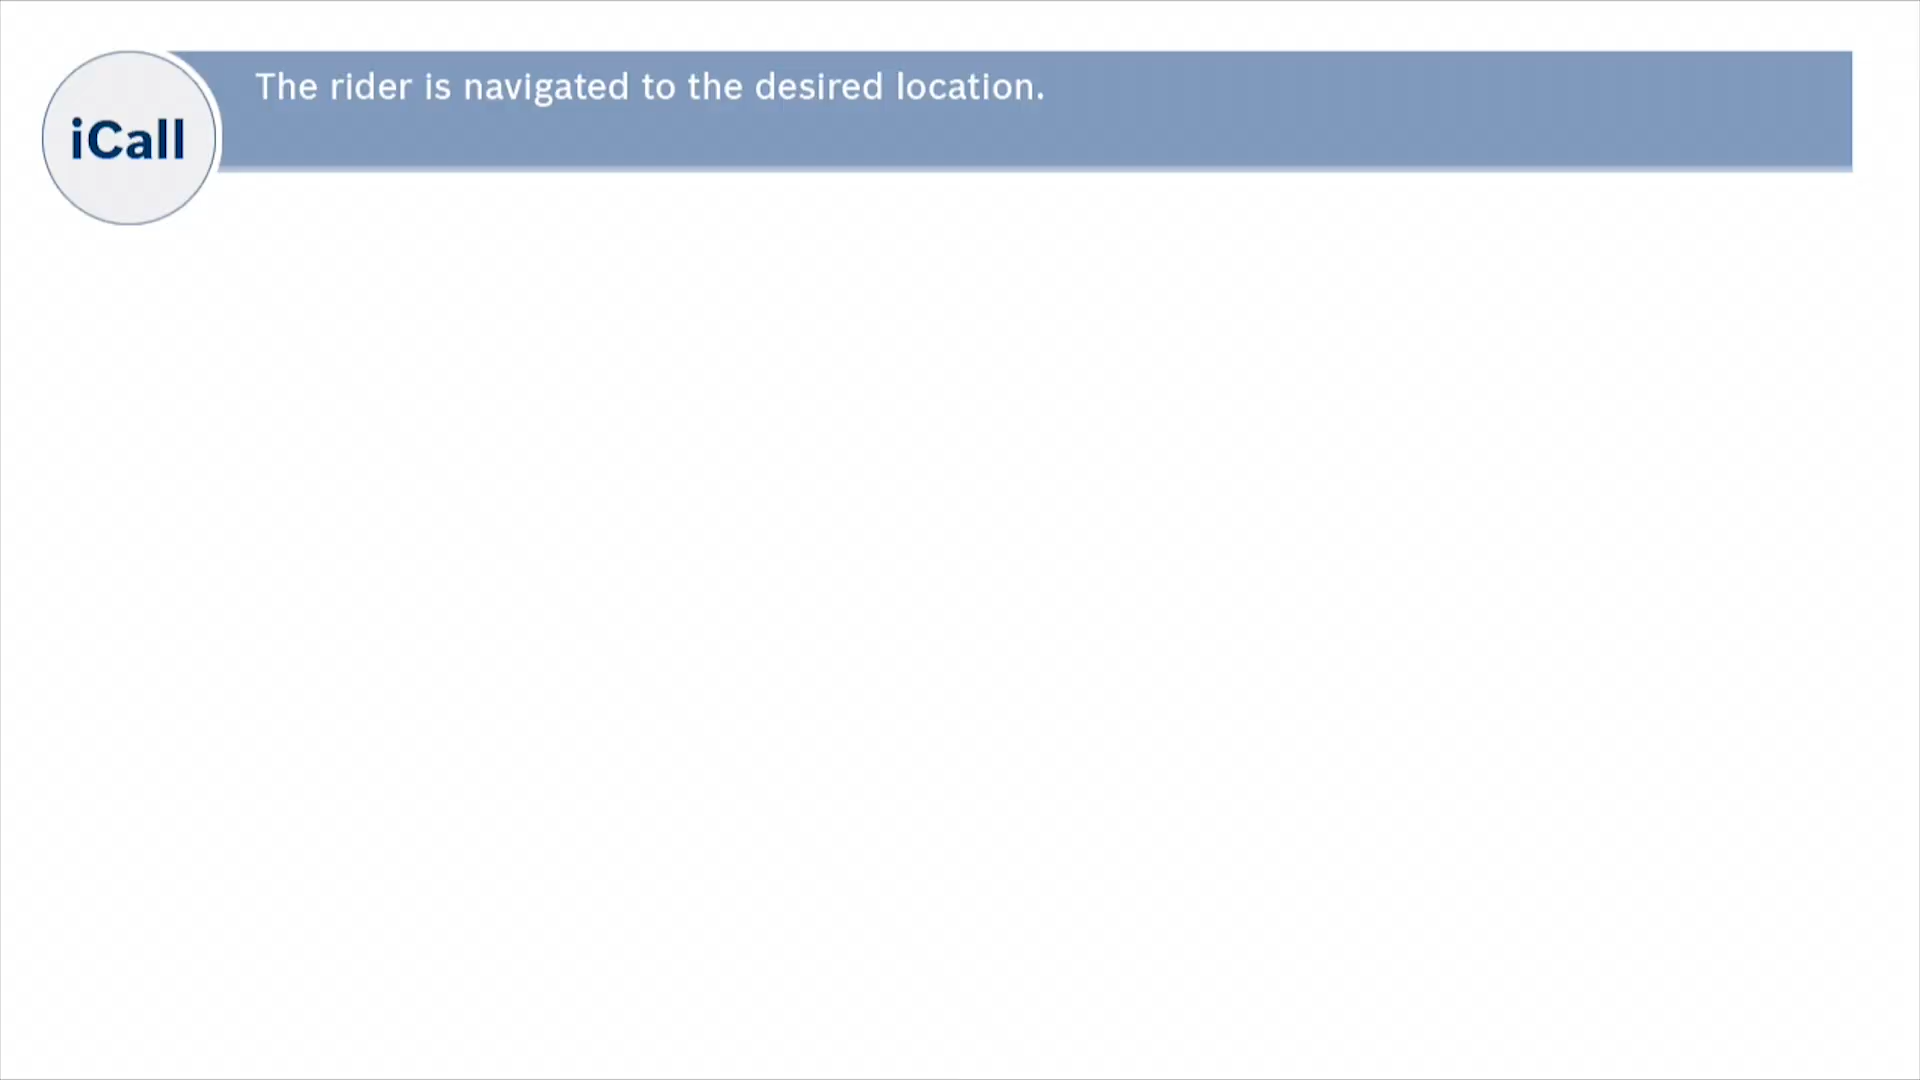 The rider is navigated to the desired location.
iCall